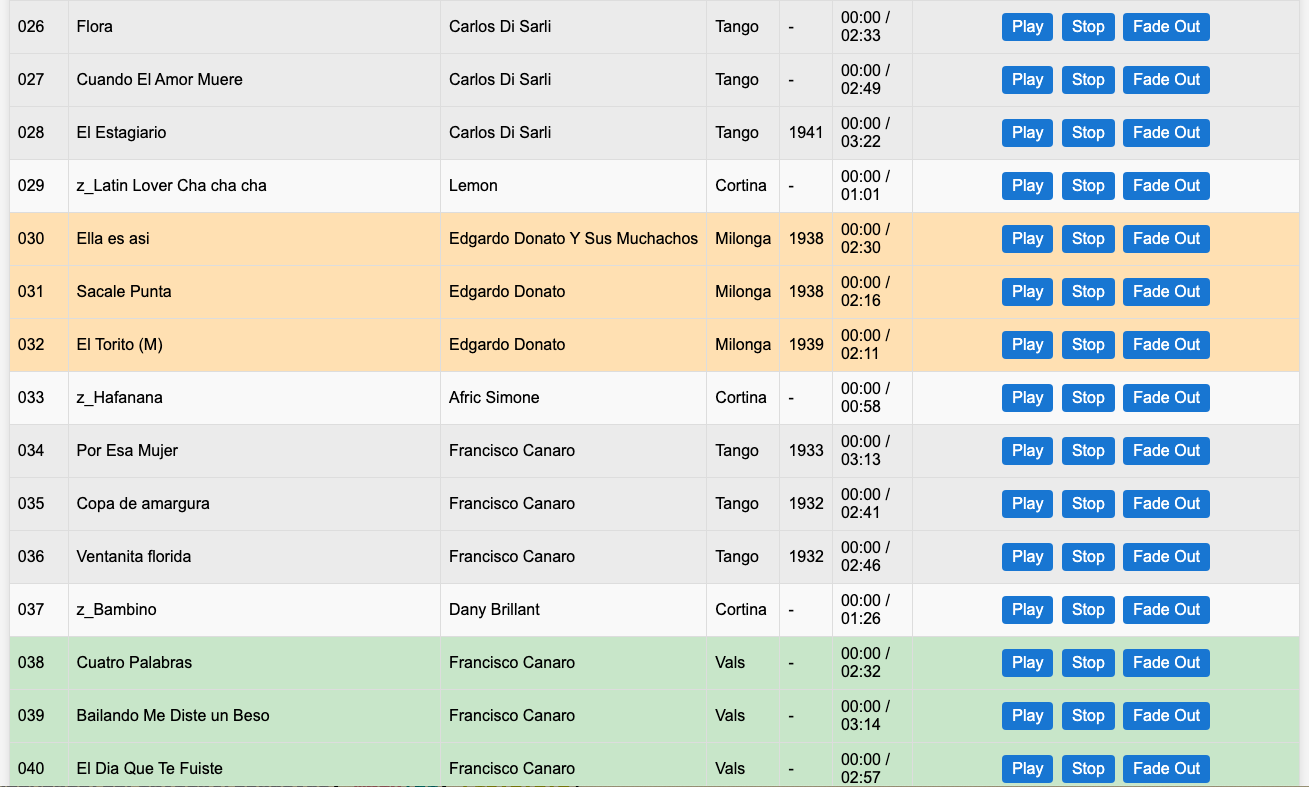 026 Flora Carlos Di Sarli Tango - 00:00 / 02:33 Play Stop Fade Out
027 Cuando El Amor Muere Carlos Di Sarli Tango - 00:00 / 02:49 Play Stop Fade Out
028 El Estagiario Carlos Di Sarli Tango 1941 00:00 / 03:22 Play Stop Fade Out
029 z_Latin Lover Cha cha cha Lemon Cortina - 00:00 / 01:01 Play Stop Fade Out
030 Ella es asi Edgardo Donato Y Sus Muchachos Milonga 1938 00:00 / 02:30 Play Stop Fade Out
031 Sacale Punta Edgardo Donato Milonga 1938 00:00 / 02:16 Play Stop Fade Out
032 El Torito (M) Edgardo Donato Milonga 1939 00:00 / 02:11 Play Stop Fade Out
033 z_Hafanana Afric Simone Cortina - 00:00 / 00:58 Play Stop Fade Out
034 Por Esa Mujer Francisco Canaro Tango 1933 00:00 / 03:13 Play Stop Fade Out
035 Copa de amargura Francisco Canaro Tango 1932 00:00 / 02:41 Play Stop Fade Out
036 Ventanita florida Francisco Canaro Tango 1932 00:00 / 02:46 Play Stop Fade Out
037 z_Bambino Dany Brillant Cortina - 00:00 / 01:26 Play Stop Fade Out
038 Cuatro Palabras Francisco Canaro Vals - 00:00 / 02:32 Play Stop Fade Out
039 Bailando Me Diste un Beso Francisco Canaro Vals - 00:00 / 03:14 Play Stop Fade Out
040 El Dia Que Te Fuiste Francisco Canaro Vals - 00:00 / 02:57 Play Stop Fade Out